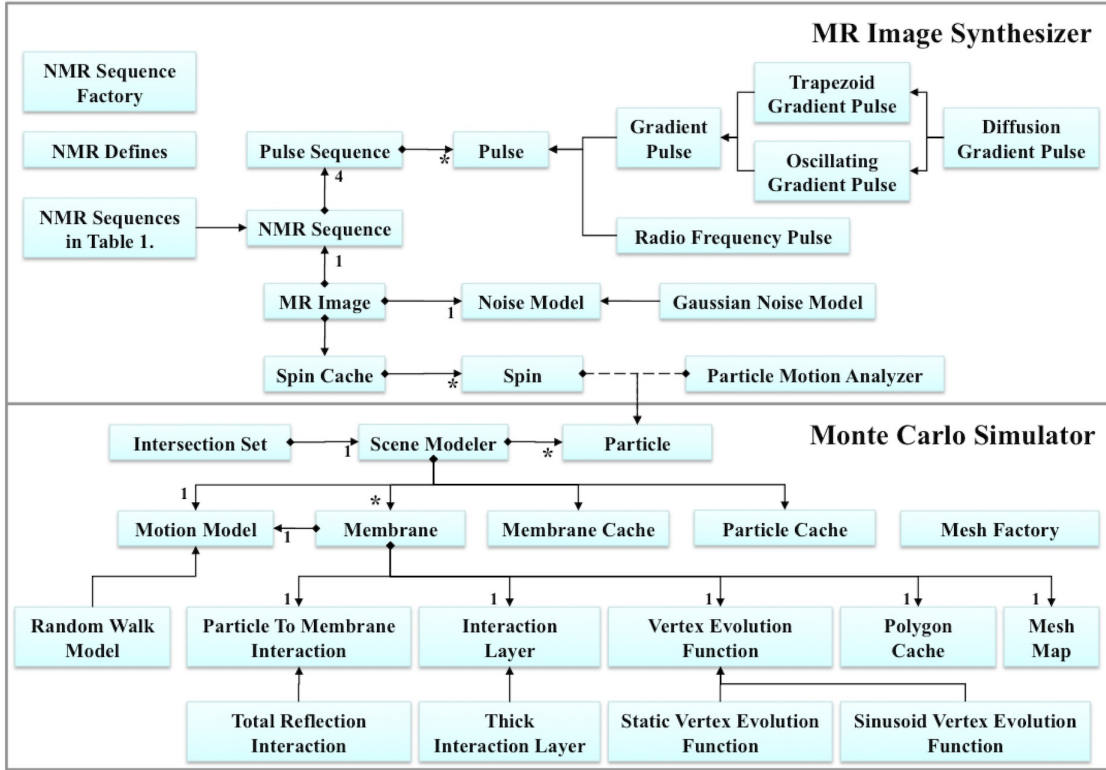 MR Image Synthesizer
NMR Sequence
Factory
Trapezoid
Gradient Pulse
NMR Defines
Pulse Sequence
*
Pulse
Gradient
Pulse
Diffusion
Gradient Pulse
Oscillating
Gradient Pulse
4
NMR Sequences
in Table 1.
NMR Sequence
Radio Frequency Pulse
1
MR Image
1
Noise Model
Gaussian Noise Model
Spin Cache
*
Spin
Particle Motion Analyzer
Monte Carlo Simulator
Intersection Set
1
Scene Modeler
*
Particle
1
*
Motion Model
1
Membrane
Membrane Cache
Particle Cache
Mesh Factory
1
1
1
1
1
Random Walk
Model
Particle To Membrane
Interaction
Interaction
Layer
Vertex Evolution
Function
Polygon
Cache
Mesh
Map
Total Reflection
Interaction
Thick
Interaction Layer
Static Vertex Evolution
Function
Sinusoid Vertex Evolution
Function